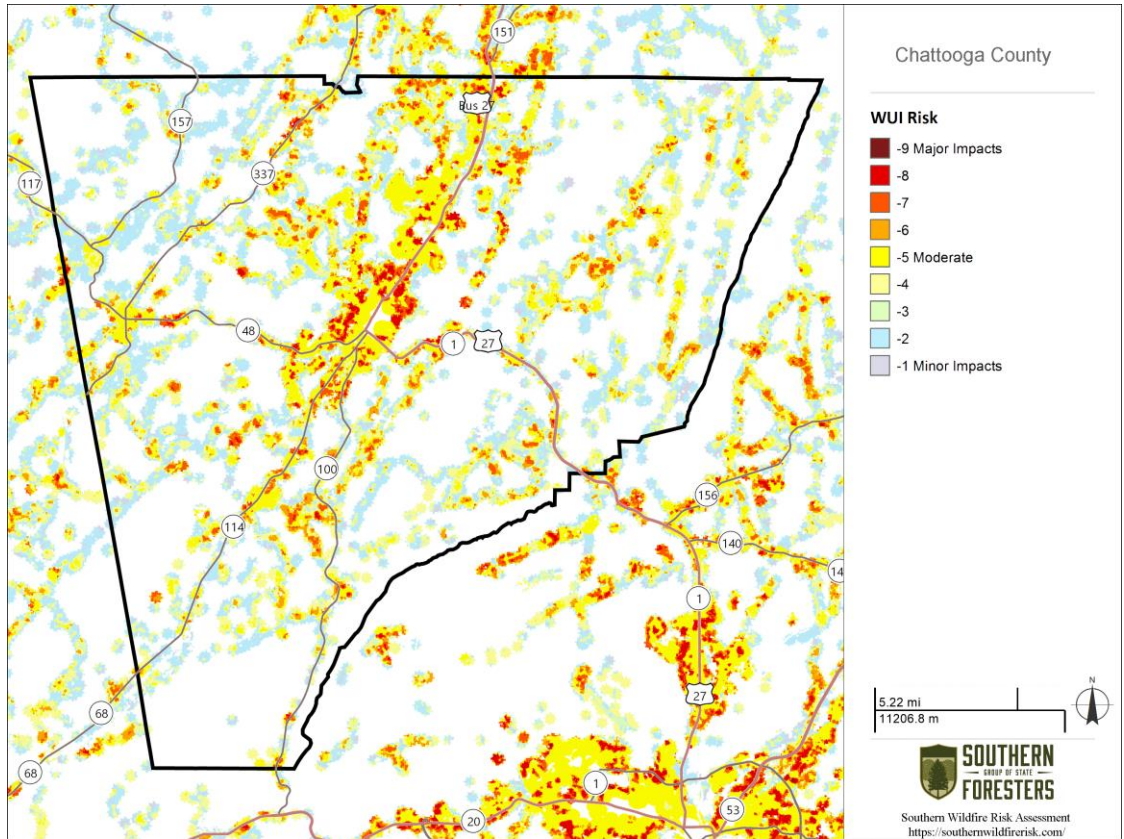 151
Bus 27
157
337
117
48
1
27
100
114
156
140
14
1
27
68
68
1
20
53
Chattooga County
WUI Risk
-9 Major Impacts
-8
-7
-6
-5 Moderate
-4
-3
-2
-1 Minor Impacts
5.22 mi
11206.8 m
N
SOUTHERN
GROUP OF STATE
FORESTERS
Southern Wildfire Risk Assessment
https://southernwildfirerisk.com/